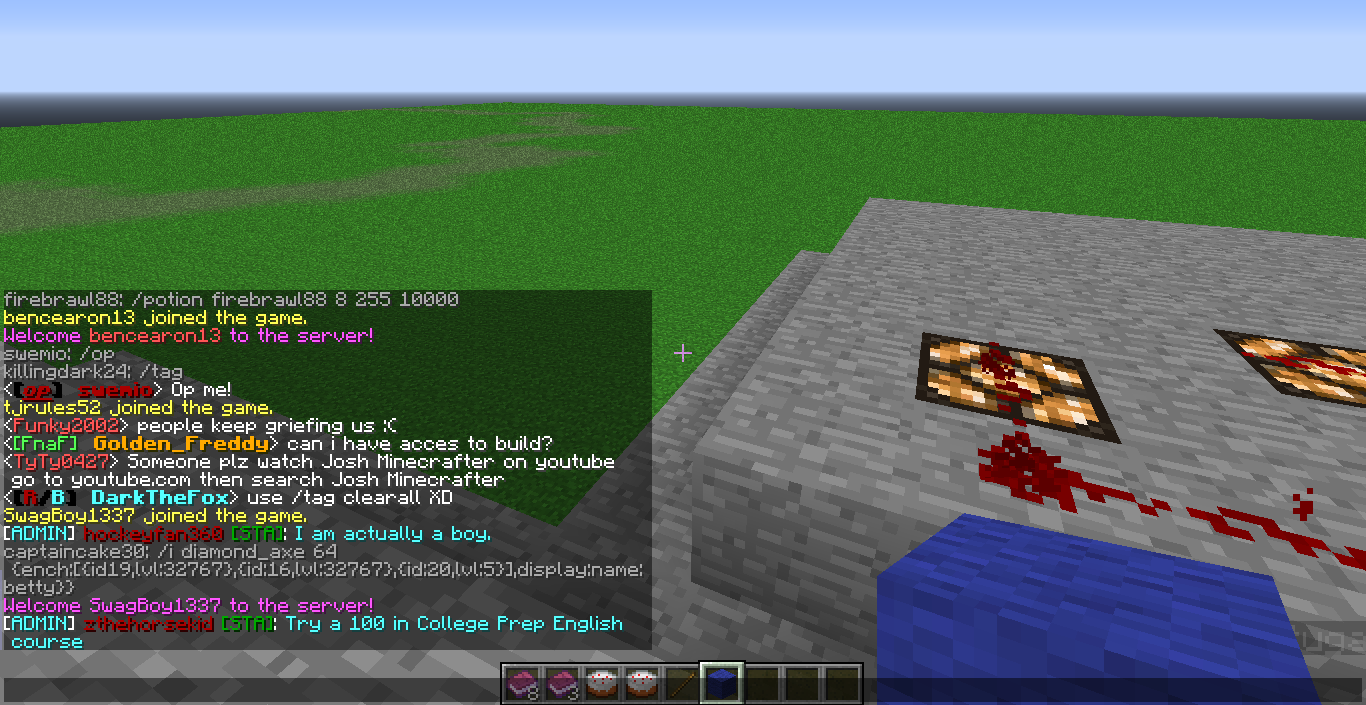 firebrawl88: /potion firebrawl88 8 255 10000
bencearon13 joined the game.
Welcome bencearon13 to the server!
swemio: /op
killingdark24: /tag
<[op] swemio> Op me!
tjrules52 joined the game.
<Funky2002> people keep griefing us :(
<[FnaF] Golden_Freddy> can i have acces to build?
<TyTy0427> Someone plz watch Josh Minecrafter on youtube
go to youtube.com then search Josh Minecrafter
<[R/B] DarkTheFox> use /tag clearall XD
SwagBoy1337 joined the game.
[ADMIN] hockeyfan360 [STA]: I am actually a boy.
captaincake30: /i diamond_axe 64
{ench:[{id19,lvl:32767},{id:16,lvl:32767},{id:20,lvl:5}],display:name:
betty}}
Welcome SwagBoy1337 to the server!
[ADMIN] zthehorsekid [STA]: Try a 100 in College Prep English
course
8
3